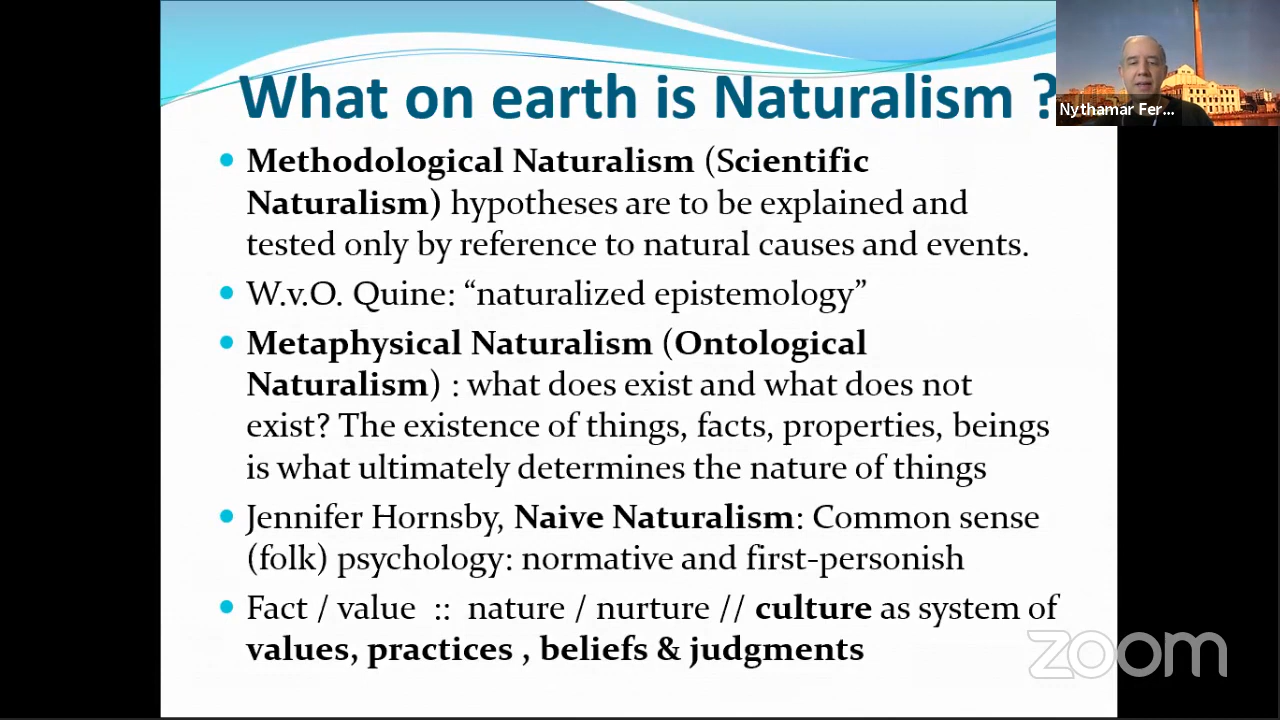 What on earth is Naturalism ?
Nythamar Fer...
Methodological Naturalism (Scientific
Naturalism) hypotheses are to be explained and
tested only by reference to natural causes and events.
W.v.O. Quine: “naturalized epistemology”
Metaphysical Naturalism (Ontological
Naturalism) : what does exist and what does not
exist? The existence of things, facts, properties, beings
is what ultimately determines the nature of things
Jennifer Hornsby, Naive Naturalism: Common sense
(folk) psychology: normative and first-personish
Fact / value :: nature / nurture // culture as system of
values, practices , beliefs & judgments
zoom